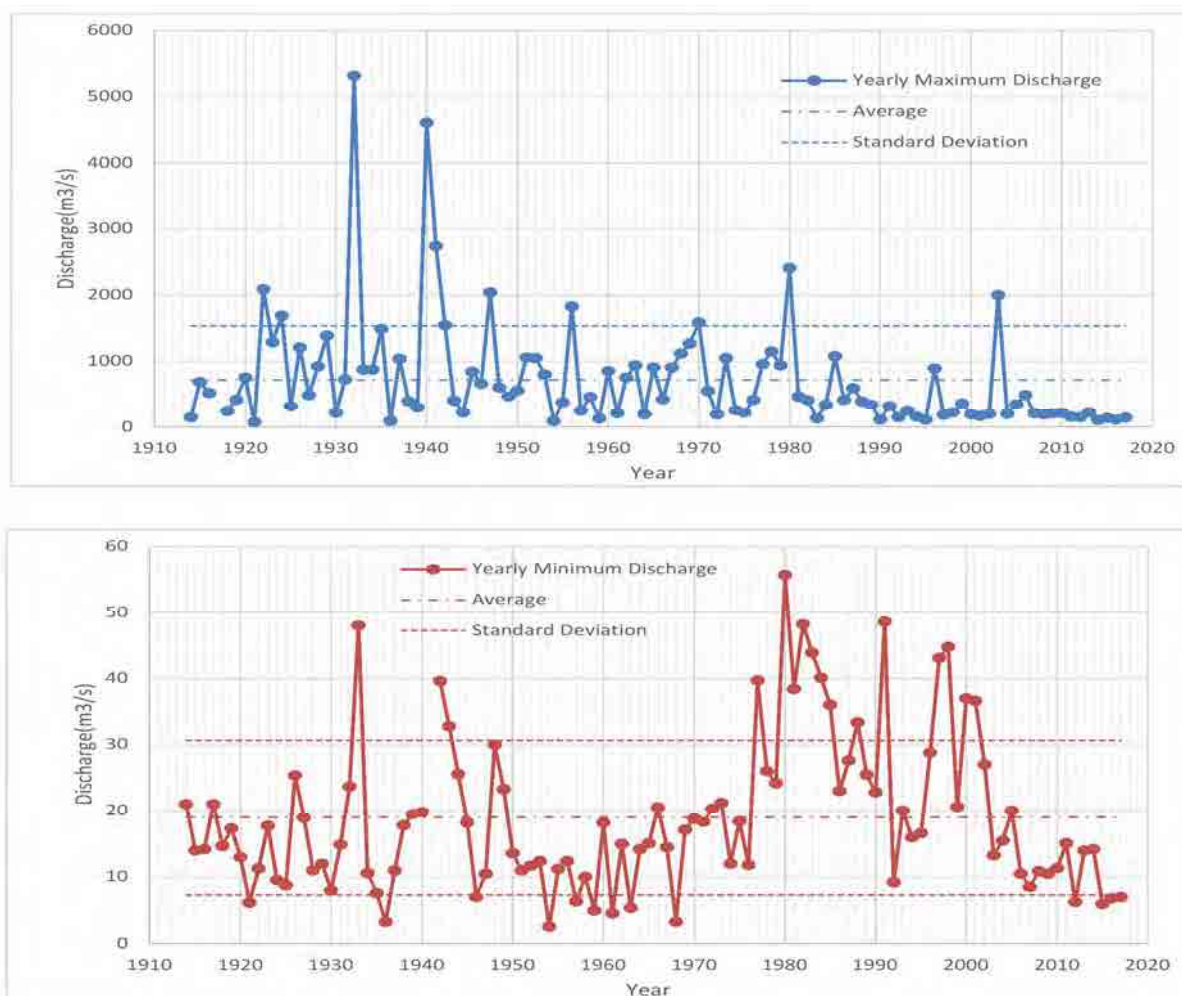 6000
5000
4000
3000
2000
1000
0
Discharge(m3/s)
Yearly Maximum Discharge
Average
Standard Deviation
1910 1920 1930 1940 1950 1960 1970 1980 1990 2000 2010 2020
Year
60
50
40
30
20
10
0
Discharge(m3/s)
Yearly Minimum Discharge
Average
Standard Deviation
1910 1920 1930 1940 1950 1960 1970 1980 1990 2000 2010 2020
Year